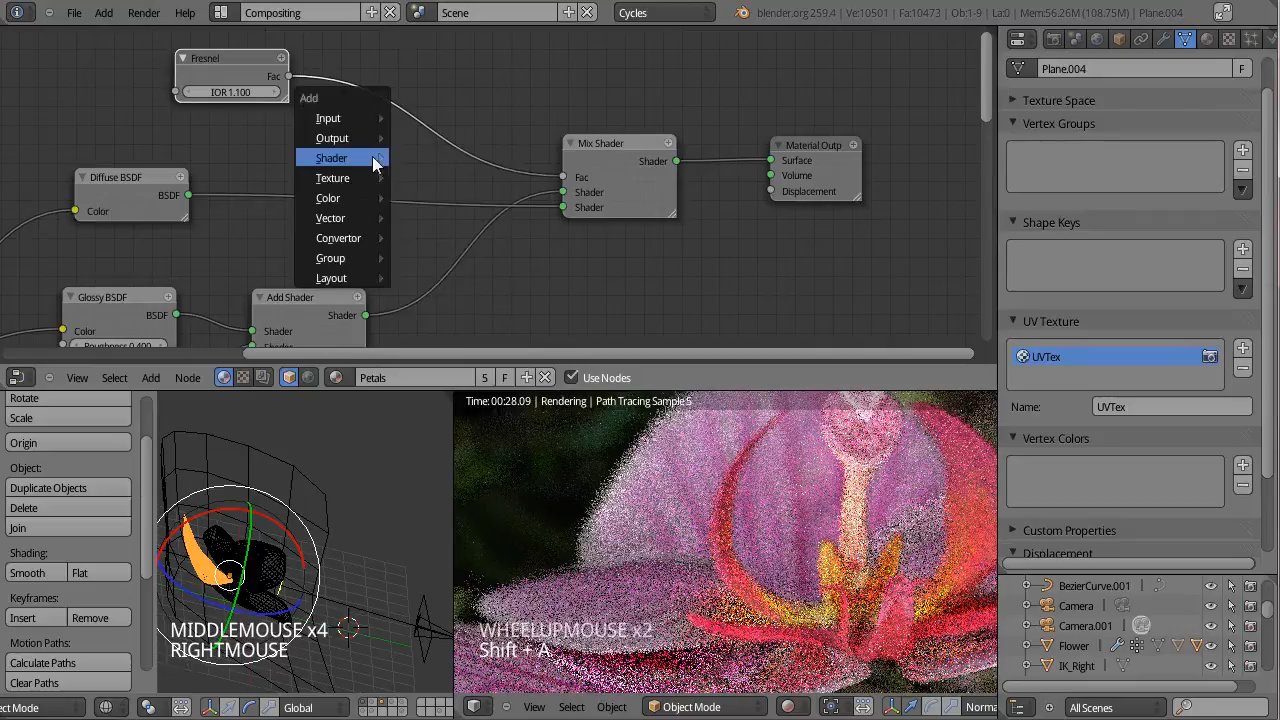 File Add Render Help Compositing Scene Cycles blender.org 259.4 | Ve:10501 | Fa:10473 | Ob:1-9 | La:0 | Mem:56.26M (108.75M) | Plane.004
Fresnel
Fac
IOR 1.100
Add
Input
Output
Shader
Texture
Color
Vector
Convertor
Group
Layout
Diffuse BSDF
BSDF
Color
Glossy BSDF
BSDF
Color
Roughness 0.400
Add Shader
Shader
Shader
Mix Shader
Shader
Fac
Shader
Shader
Material Outp
Surface
Volume
Displacement
View Select Add Node Petals 5 F Use Nodes
Rotate
Scale
Origin
Object:
Duplicate Objects
Delete
Join
Shading:
Smooth Flat
Keyframes:
Insert Remove
Motion Paths:
Calculate Paths
Clear Paths
MIDDLEMOUSE x4
RIGHTMOUSE
ect Mode Global
Time:00:28.09 | Rendering | Path Tracing Sample 5
WHEELUPMOUSE x2
Shift + A
View Select Object Object Mode Norma
Plane.004 F
Texture Space
Vertex Groups
Shape Keys
UV Texture
UVTex
Name: UVTex
Vertex Colors
Custom Properties
Displacement
BezierCurve.001
Camera
Camera.001
Flower
IK_Right
All Scenes